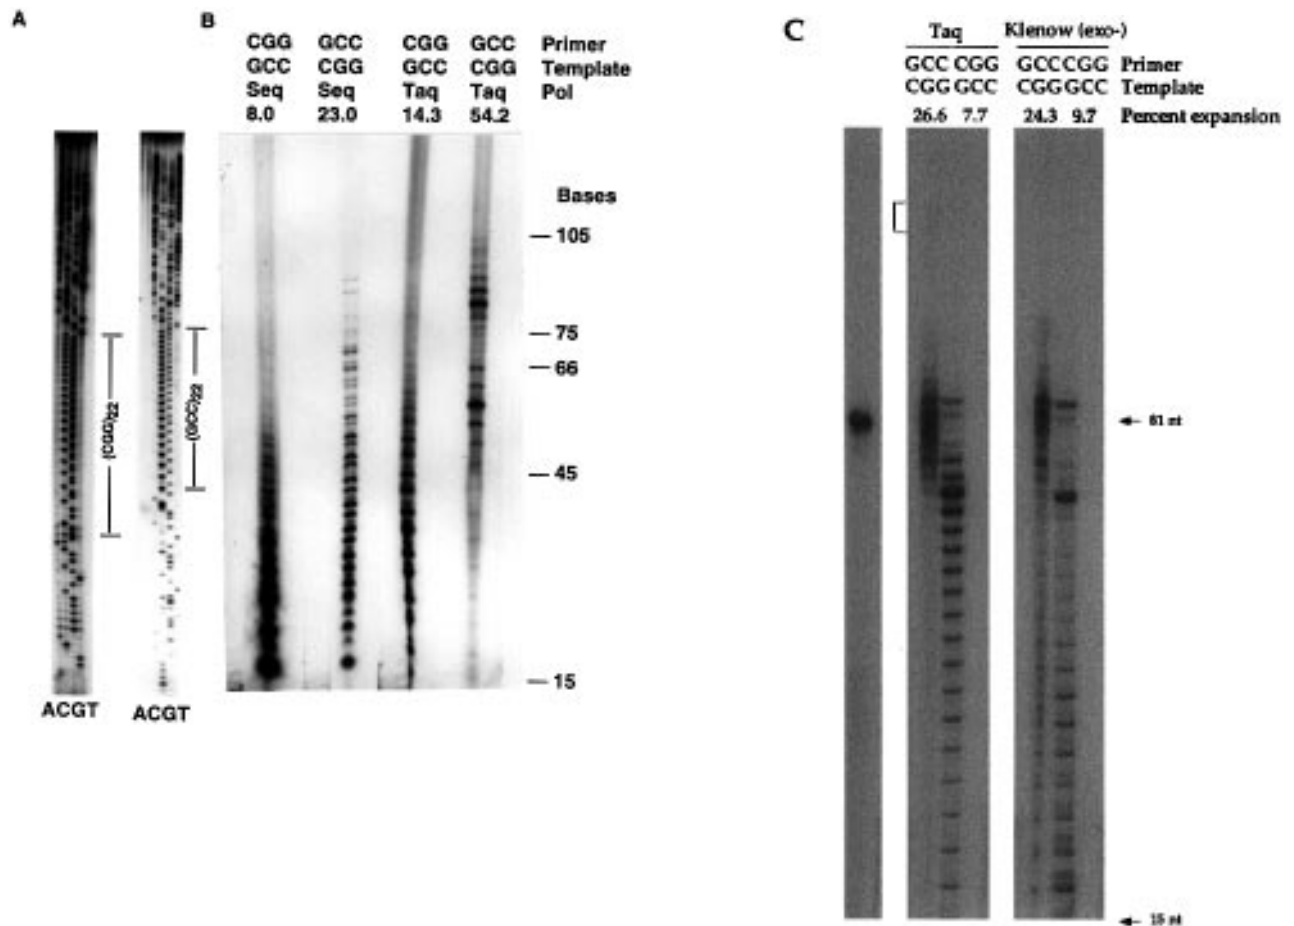 A
B
CGG GCC CGG GCC Primer
GCC CGG GCC CGG Template
Seq Seq Taq Taq Pol
8.0 23.0 14.3 54.2
Bases
105
75
66
45
15
(CGG)22
(GCC)22
ACGT ACGT
C
Taq Klenow (exo-)
GCC CGG GCC CGG Primer
CGG GCC CGG GCC Template
26.6 7.7 24.3 9.7 Percent expansion
61 nt
15 nt